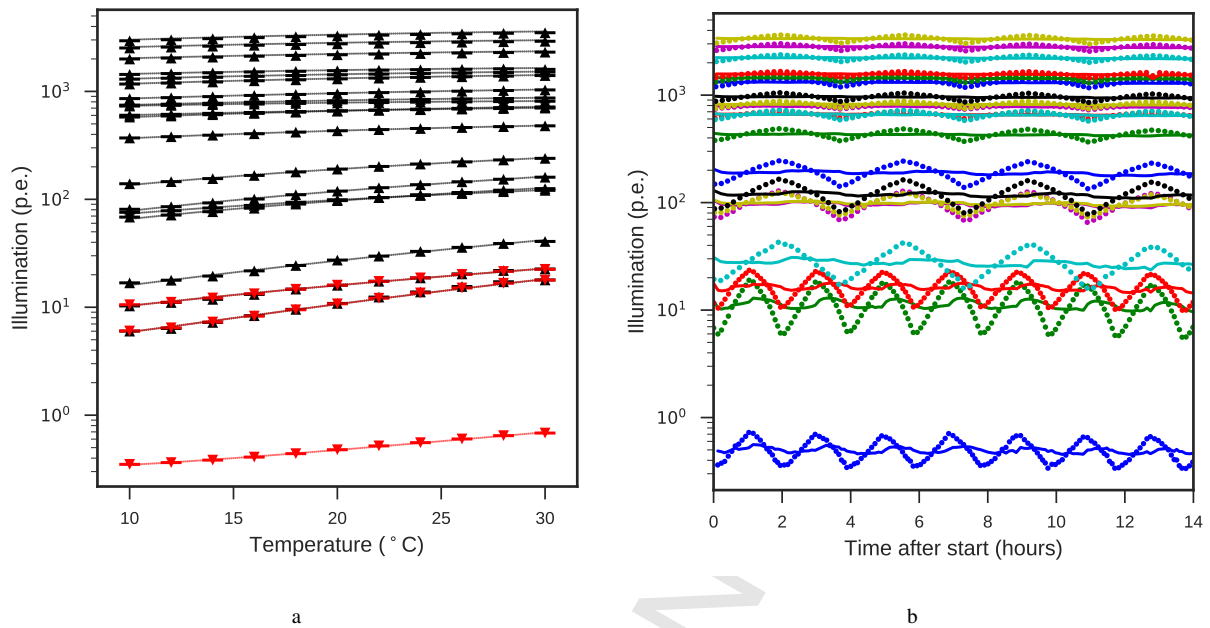 10³
10²
10¹
10⁰
Illumination (p.e.)
10 15 20 25 30
Temperature (°C)
a
10³
10²
10¹
10⁰
Illumination (p.e.)
0 2 4 6 8 10 12 14
Time after start (hours)
b